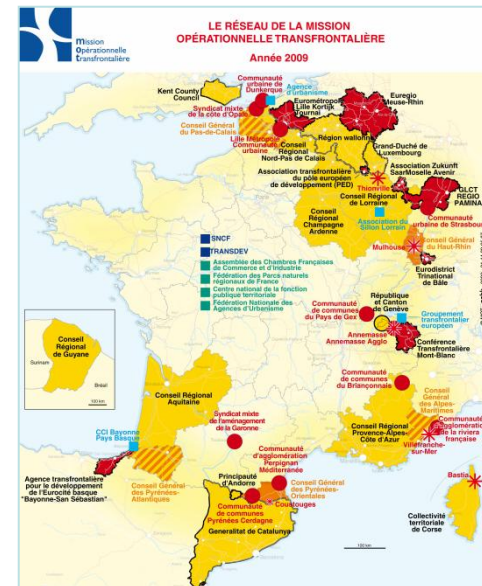 mission
opérationnelle
transfrontalière
LE RÉSEAU DE LA MISSION
OPÉRATIONNELLE TRANSFRONTALIÈRE
Année 2009
Kent County
Council
Communauté
urbaine de
Dunkerque
Agence
d'urbanisme
Syndicat mixte
de la côte d'Opale
Eurométropole
Lille Kortrijk
Tournai
Euregio
Meuse-Rhin
Conseil Général
du Pas-de-Calais
Lille Métropole
Communauté
urbaine
Conseil
Régional
Nord-Pas de Calais
Région wallonne
Grand-Duché de
Luxembourg
Association transfrontalière
du pôle européen
de développement (PED)
Association Zukunft
SaarMoselle Avenir
Thionville
GLCT
REGIO
PAMINA
Conseil Régional
de Lorraine
Conseil
Régional
Champagne
Ardenne
Association du
Sillon Lorrain
Communauté
urbaine de Strasbourg
Conseil Général
du Haut-Rhin
Mulhouse
Eurodistrict
Trinational
de Bâle
SNCF
TRANSDEV
Assemblée des Chambres Françaises
de Commerce et d'Industrie
Fédération des Parcs naturels
régionaux de France
Centre national de la fonction
publique territoriale
Fédération Nationale des
Agences d'Urbanisme
République
et Canton
de Genève
Communauté
de communes
du Pays de Gex
Groupement
transfrontalier
européen
Annemasse
Annemasse Agglo
Conférence
Transfrontalière
Mont-Blanc
Conseil
Régional
de Guyane
Surinam
Brésil
100 km
Communauté
de communes
du Briançonnais
Conseil
Général
des Alpes-
Maritimes
Conseil Régional
Aquitaine
Syndicat mixte
de l'aménagement
de la Garonne
Conseil Régional
Provence-Alpes-
Côte d'Azur
Communauté
d'agglomération
de la riviera
française
Villefranche-
sur-Mer
CCI Bayonne
Pays Basque
Communauté
d'agglomération
Perpignan
Méditerranée
Bastia
Agence transfrontalière
pour le développement
de l'Eurocité basque
"Bayonne-San Sébastian"
Conseil Général
des Pyrénées-
Atlantiques
Principauté
d'Andorre
Conseil Général
des Pyrénées-
Orientales
Communauté
de communes
Pyrénées Cerdagne
Coustouges
Generalitat de Catalunya
Collectivité
territoriale
de Corse
100 km